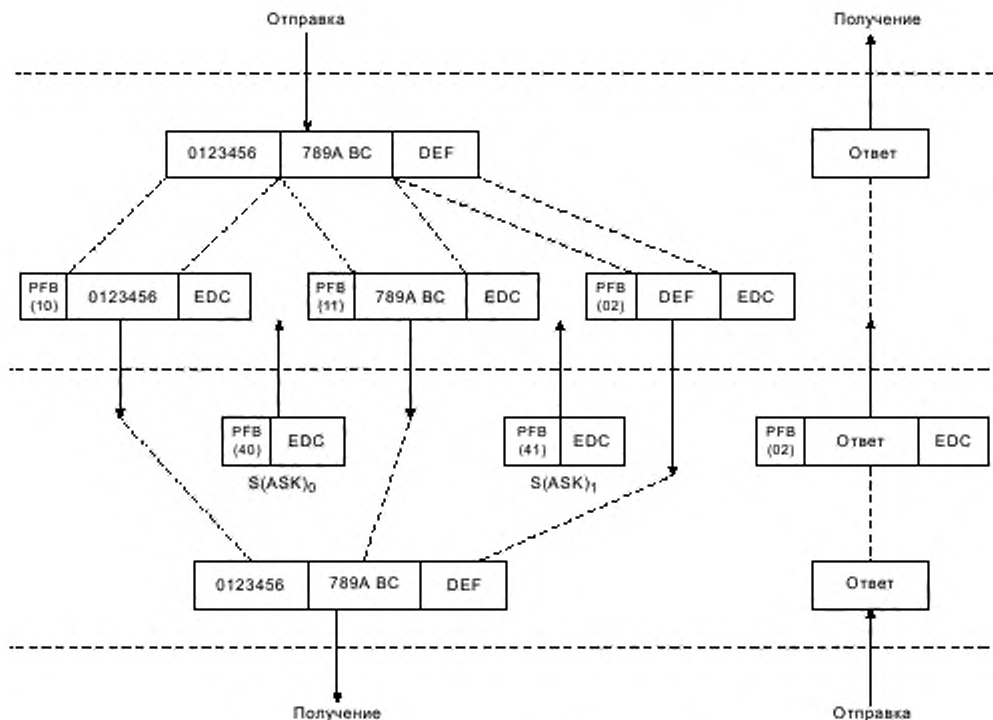 Отправка
Получение
0123456 789A BC DEF
Ответ
PFB (10) 0123456 EDC
PFB (11) 789A BC EDC
PFB (02) DEF EDC
PFB (40) EDC
S(ASK)0
PFB (41) EDC
S(ASK)1
PFB (02) Ответ EDC
0123456 789A BC DEF
Ответ
Получение
Отправка